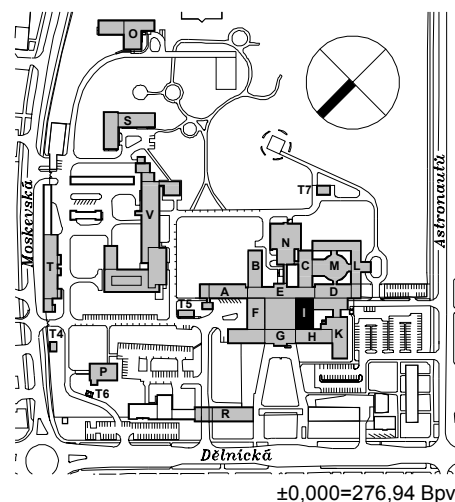 O
S
Moskevská
Astronautů
T7
V
N
B
C
M
L
T
A
E
D
T5
F
I
T4
G
H
K
P
T6
R
Dělnická
±0,000=276,94 Bpv